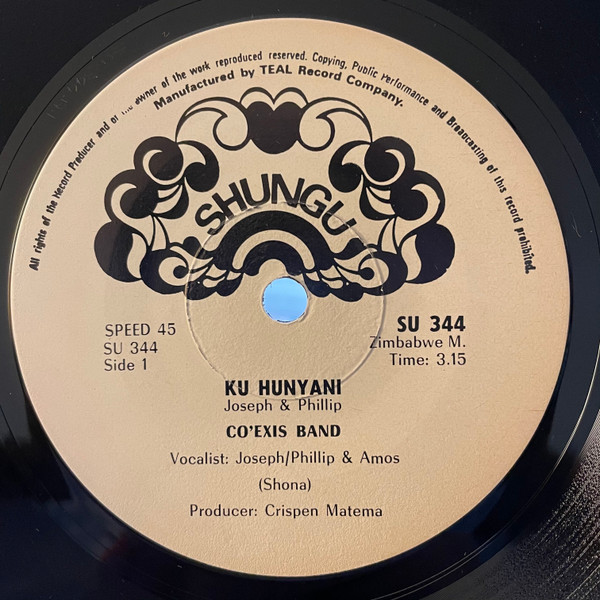 All rights of the Record Producer and of the owner of the work reproduced reserved. Copying, Public Performance and Broadcasting of this record prohibited.
Manufactured by TEAL Record Company.
SHUNGU
SPEED 45
SU 344
Side 1
SU 344
Zimbabwe M.
Time: 3.15
KU HUNYANI
Joseph & Phillip
CO'EXIS BAND
Vocalist: Joseph/Phillip & Amos
(Shona)
Producer: Crispen Matema